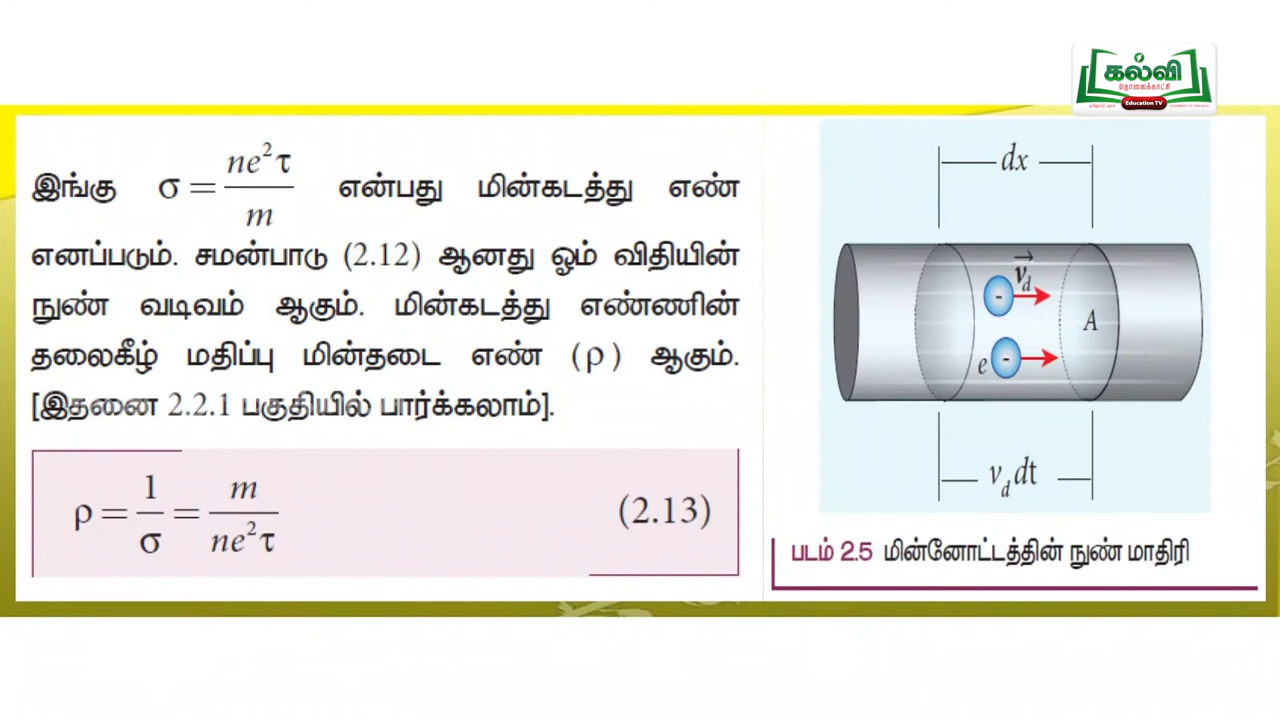 கல்வி
தொலைக்காட்சி
Education TV
இங்கு σ = ne²τ / m என்பது மின்கடத்து எண்
எனப்படும். சமன்பாடு (2.12) ஆனது ஓம் விதியின்
நுண் வடிவம் ஆகும். மின்கடத்து எண்ணின்
தலைகீழ் மதிப்பு மின்தடை எண் (ρ) ஆகும்.
[இதனை 2.2.1 பகுதியில் பார்க்கலாம்].
ρ = 1 / σ = m / ne²τ (2.13)
dx
v⃗d
A
e
vd dt
படம் 2.5 மின்னோட்டத்தின் நுண் மாதிரி